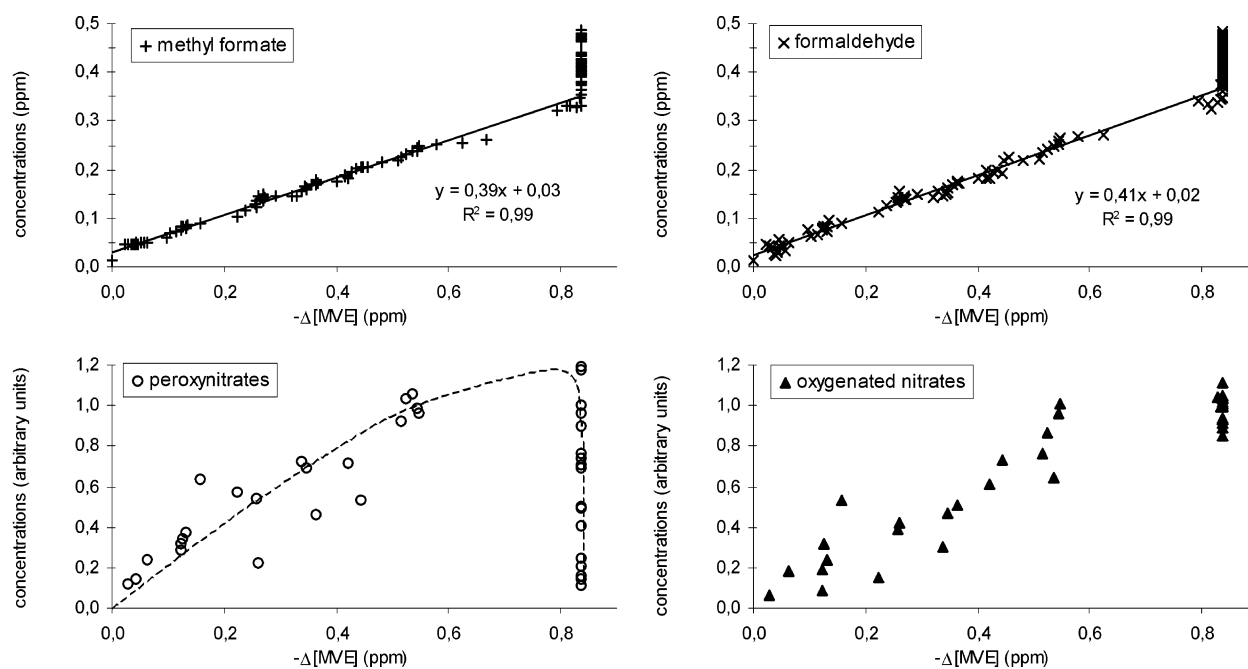 methyl formate
concentrations (ppm)
0,5
0,4
0,3
0,2
0,1
0,0
y = 0,39x + 0,03
R² = 0,99
0,0 0,2 0,4 0,6 0,8
-Δ[MVE] (ppm)
formaldehyde
concentrations (ppm)
0,5
0,4
0,3
0,2
0,1
0,0
y = 0,41x + 0,02
R² = 0,99
0,0 0,2 0,4 0,6 0,8
-Δ[MVE] (ppm)
peroxynitrates
concentrations (arbitrary units)
1,2
1,0
0,8
0,6
0,4
0,2
0,0
0,0 0,2 0,4 0,6 0,8
-Δ[MVE] (ppm)
oxygenated nitrates
concentrations (arbitrary units)
1,2
1,0
0,8
0,6
0,4
0,2
0,0
0,0 0,2 0,4 0,6 0,8
-Δ[MVE] (ppm)